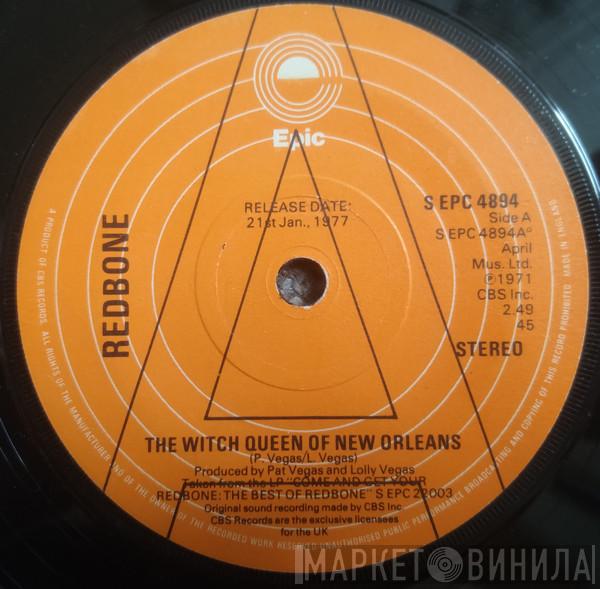 Epic
RELEASE DATE:
21st Jan., 1977
S EPC 4894
Side A
S EPC 4894A°
April
Mus. Ltd.
℗1971
CBS Inc.
2.49
45
STEREO
REDBONE
THE WITCH QUEEN OF NEW ORLEANS
(P. Vegas/L. Vegas)
Produced by Pat Vegas and Lolly Vegas
Taken from the LP "COME AND GET YOUR
REDBONE: THE BEST OF REDBONE" S EPC 22003
Original sound recording made by CBS Inc.
CBS Records are the exclusive licensees
for the UK
A PRODUCT OF CBS RECORDS. ALL RIGHTS OF THE MANUFACTURER AND OF THE OWNER OF THE RECORDED WORK RESERVED UNAUTHORISED PUBLIC PERFORMANCE BROADCASTING AND COPYING OF THIS RECORD PROHIBITED. MADE IN ENGLAND
МАРКЕТ ВИНИЛА